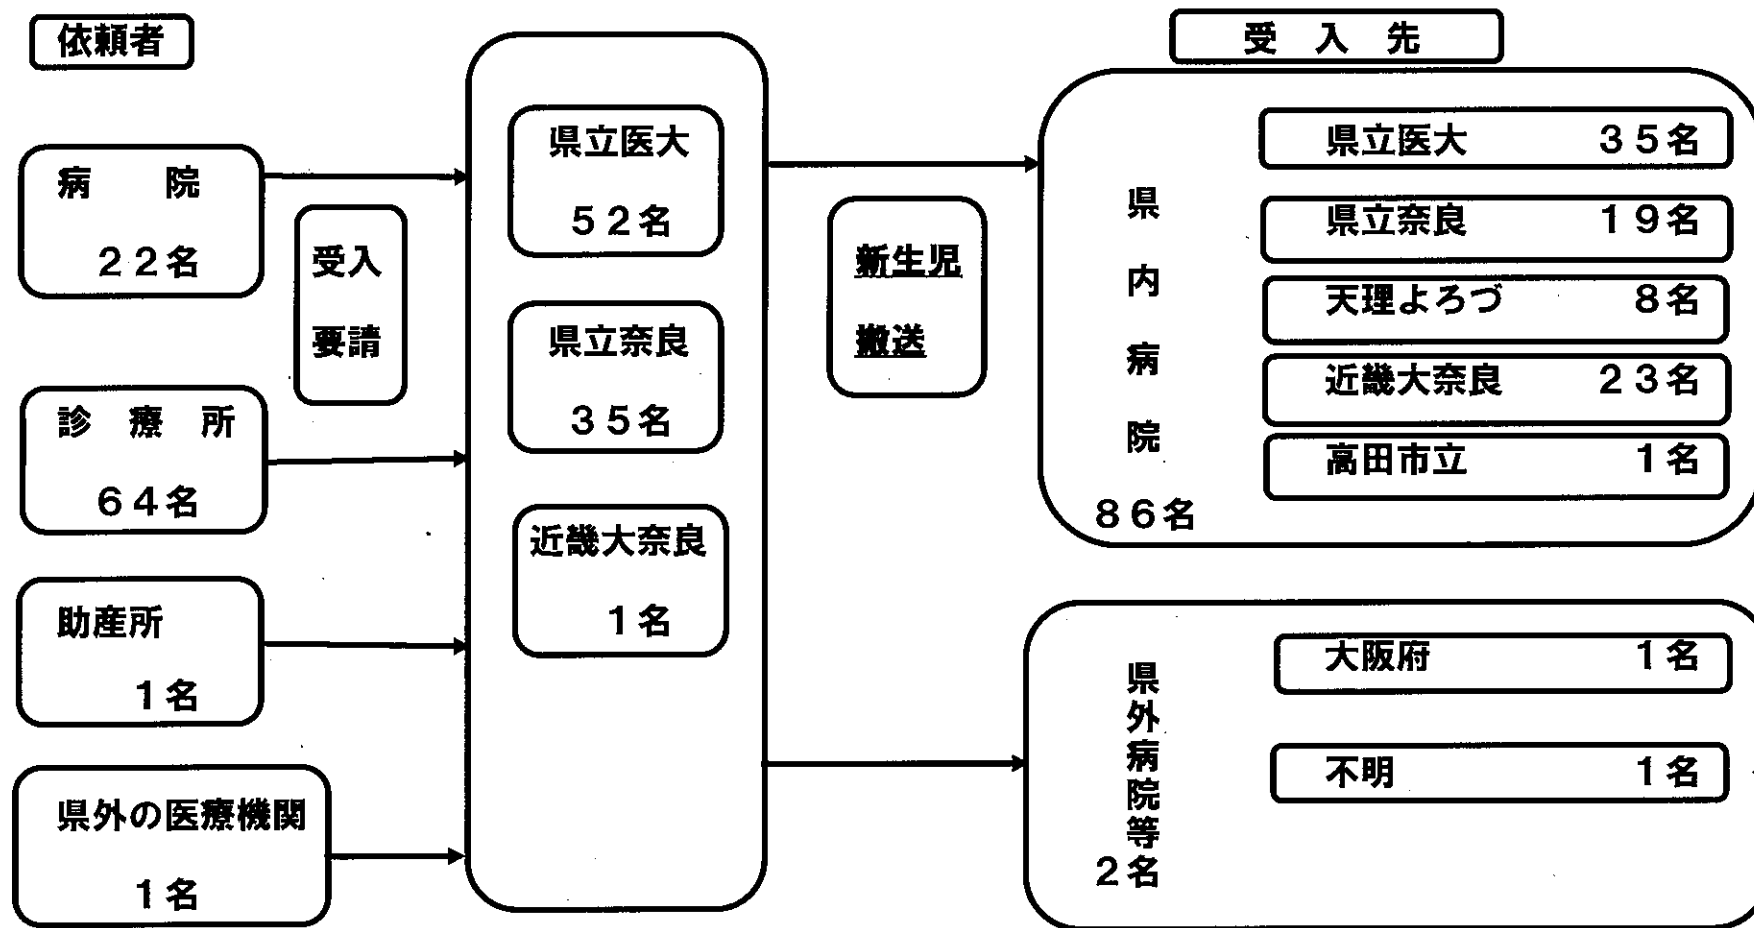 依頼者
病　院
２２名
診　療　所
６４名
助産所
１名
県外の医療機関
１名
受入
要請
県立医大
５２名
県立奈良
３５名
近畿大奈良
１名
新生児
搬送
受　入　先
県内病院
８６名
県立医大　３５名
県立奈良　１９名
天理よろづ　８名
近畿大奈良　２３名
高田市立　１名
県外病院等
２名
大阪府　１名
不明　１名